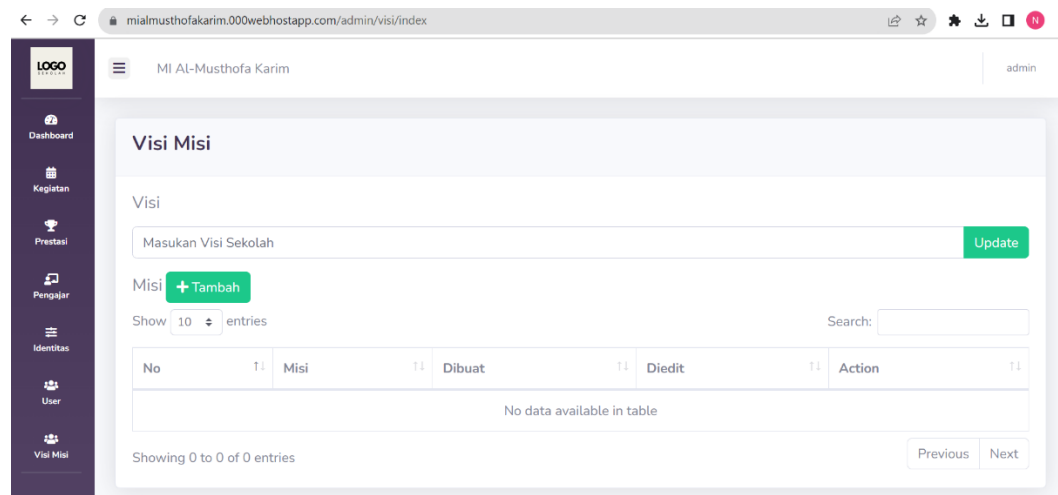 mialmusthofakarim.000webhostapp.com/admin/visi/index
N
LOGO
SEKOLAH
MI Al-Musthofa Karim
admin
Dashboard
Kegiatan
Prestasi
Pengajar
Identitas
User
Visi Misi
Visi Misi
Visi
Masukan Visi Sekolah Update
Misi + Tambah
Show 10 entries Search:
No Misi Dibuat Diedit Action
No data available in table
Showing 0 to 0 of 0 entries Previous Next